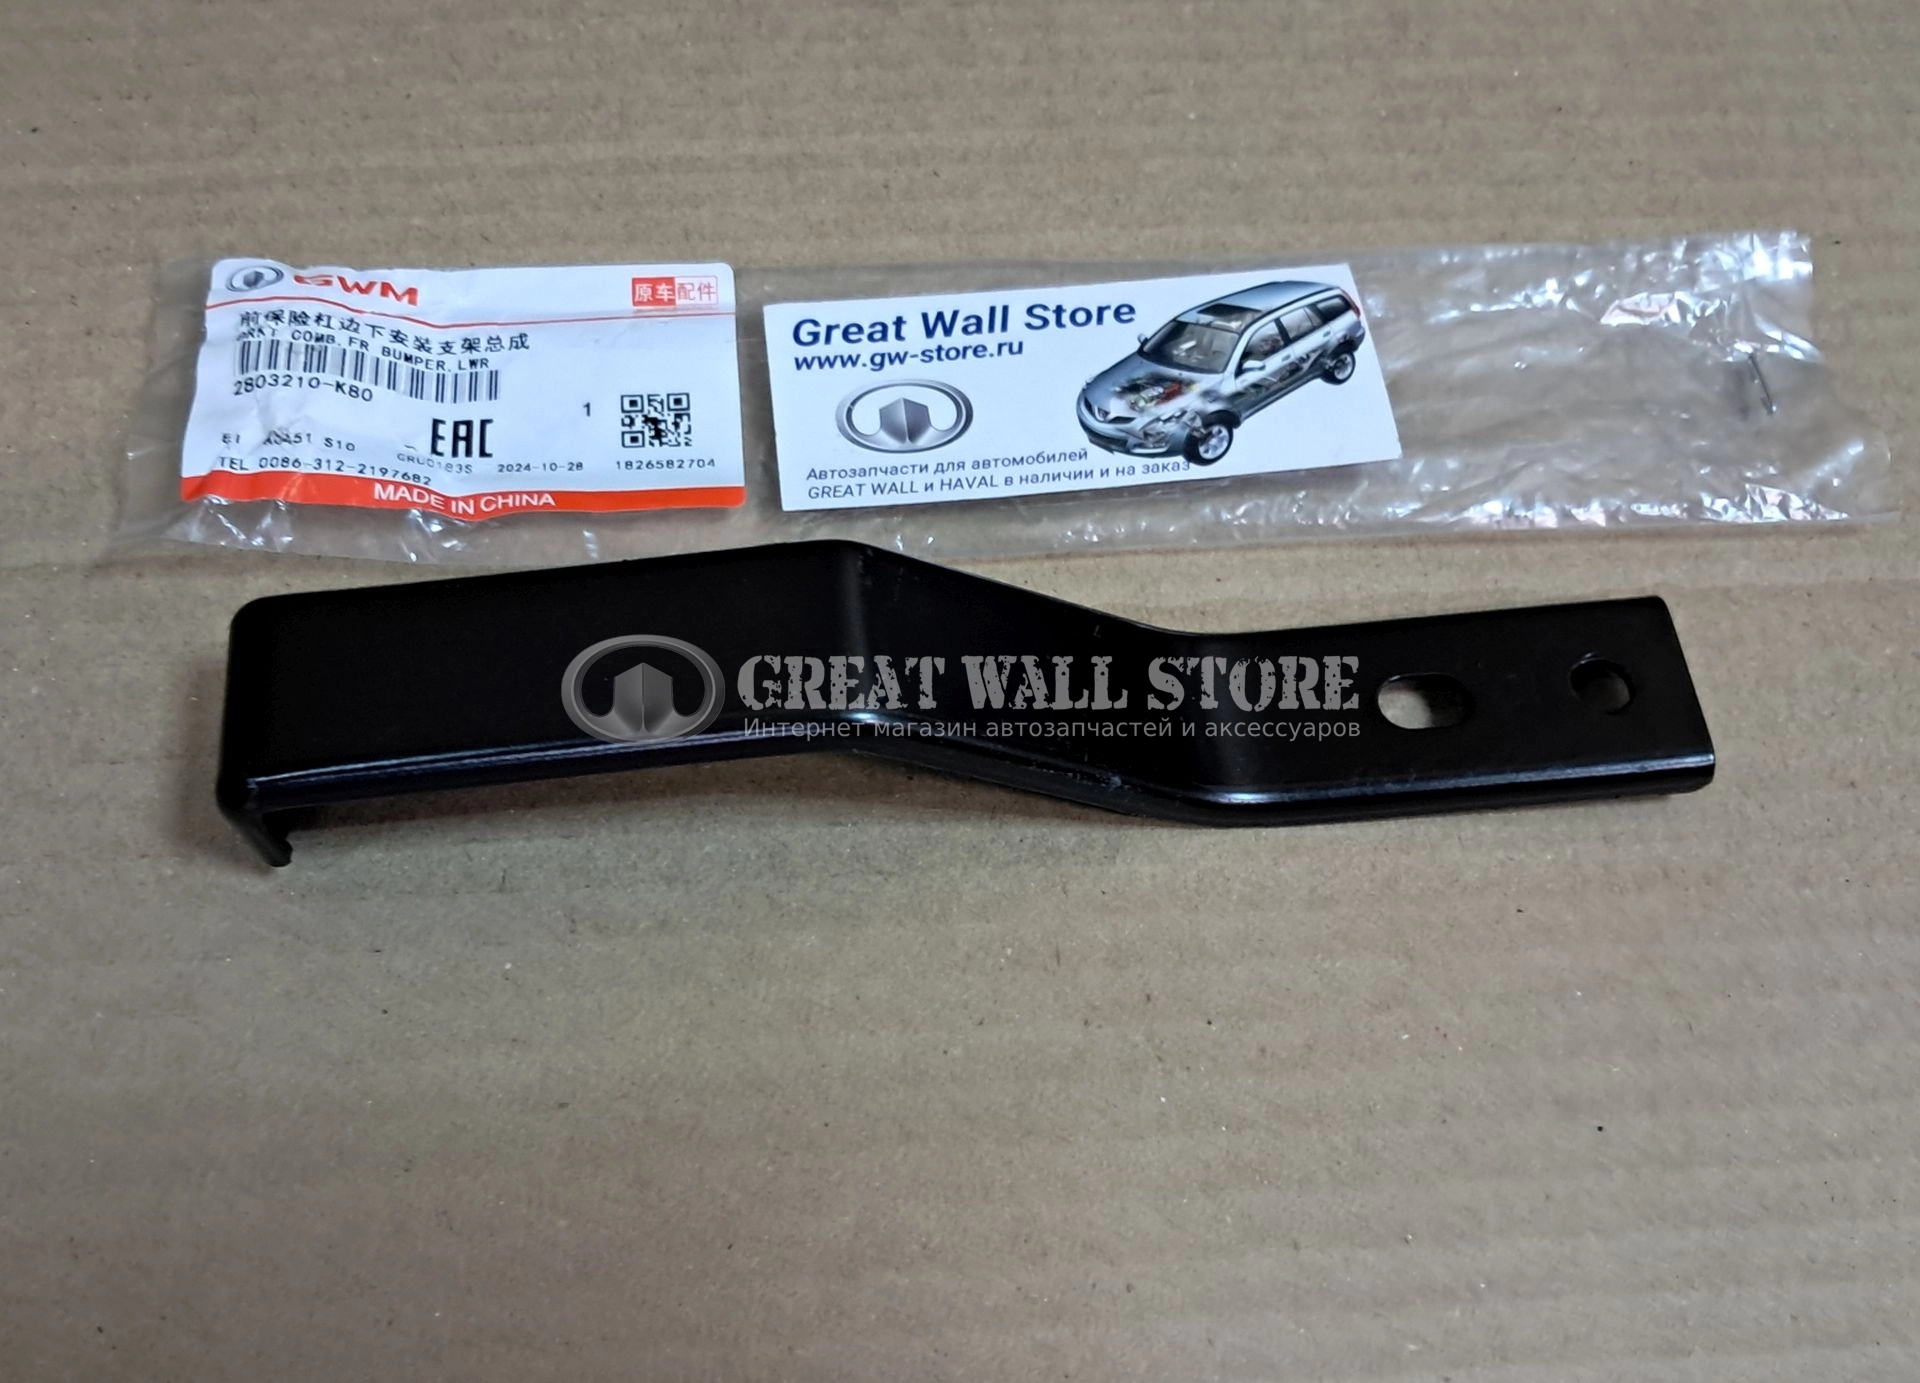 GWM
原车配件
前保险杠边下安装支架总成
BRKT COMB,FR BUMPER,LWR
2803210-K80
EAC
1
S10
GRUD183S 2024-10-28
1826582704
TEL 0086-312-2197682
MADE IN CHINA
Great Wall Store
www.gw-store.ru
Автозапчасти для автомобилей
GREAT WALL и HAVAL в наличии и на заказ
GREAT WALL STORE
Интернет магазин автозапчастей и аксессуаров